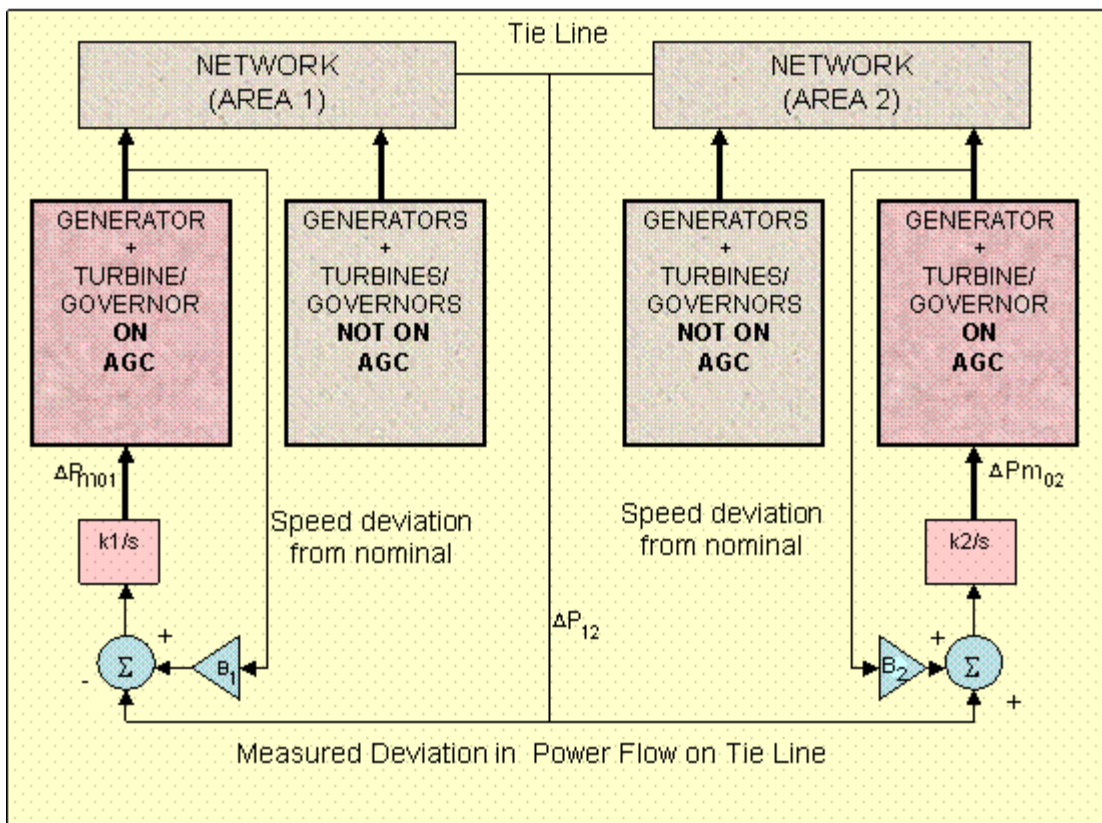 Tie Line
NETWORK
(AREA 1)
NETWORK
(AREA 2)
GENERATOR
+
TURBINE/
GOVERNOR
ON
AGC
GENERATORS
+
TURBINES/
GOVERNORS
NOT ON
AGC
GENERATORS
+
TURBINES/
GOVERNORS
NOT ON
AGC
GENERATOR
+
TURBINE/
GOVERNOR
ON
AGC
ΔPm01
ΔPm02
Speed deviation
from nominal
Speed deviation
from nominal
k1/s
k2/s
ΔP12
+
Σ
-
B1
B2
+
Σ
+
Measured Deviation in Power Flow on Tie Line